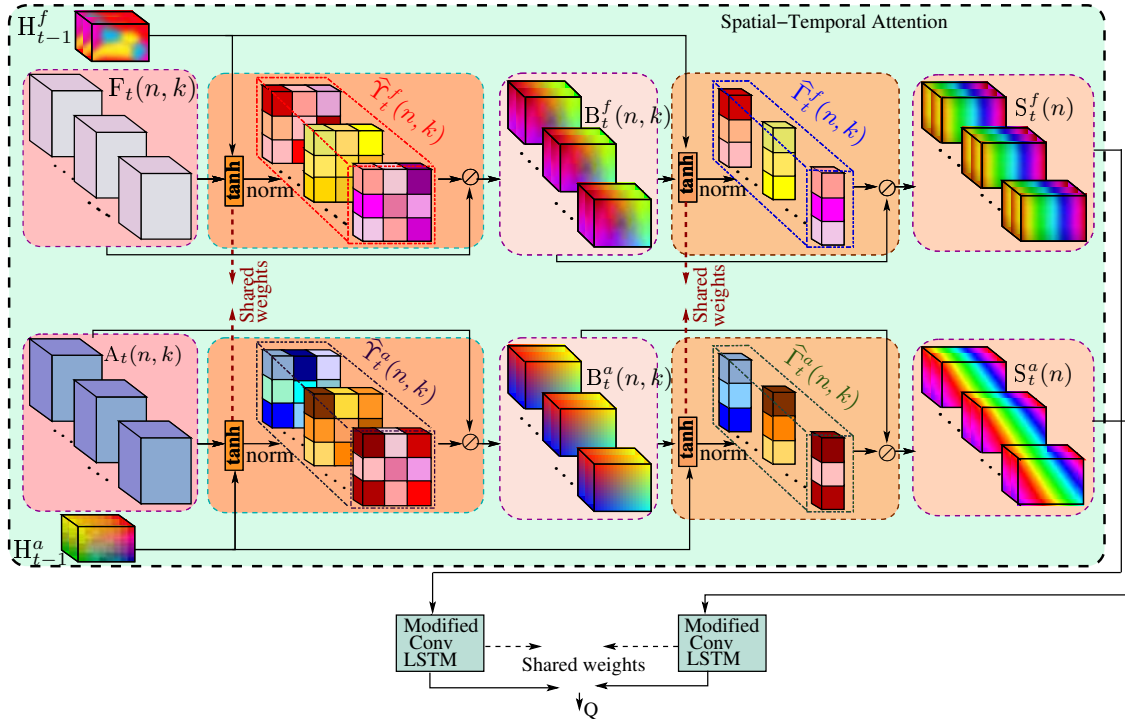 H^f_{t−1}
Spatial−Temporal Attention
F_t(n, k)
Υ̂^f_t(n, k)
B^f_t(n, k)
Γ̂^f_t(n, k)
S^f_t(n)
tanh
norm
tanh
norm
Shared weights
Shared weights
A_t(n, k)
Υ̂^a_t(n, k)
B^a_t(n, k)
Γ̂^a_t(n, k)
S^a_t(n)
tanh
norm
tanh
norm
H^a_{t−1}
Modified
Conv
LSTM
Modified
Conv
LSTM
Shared weights
Q